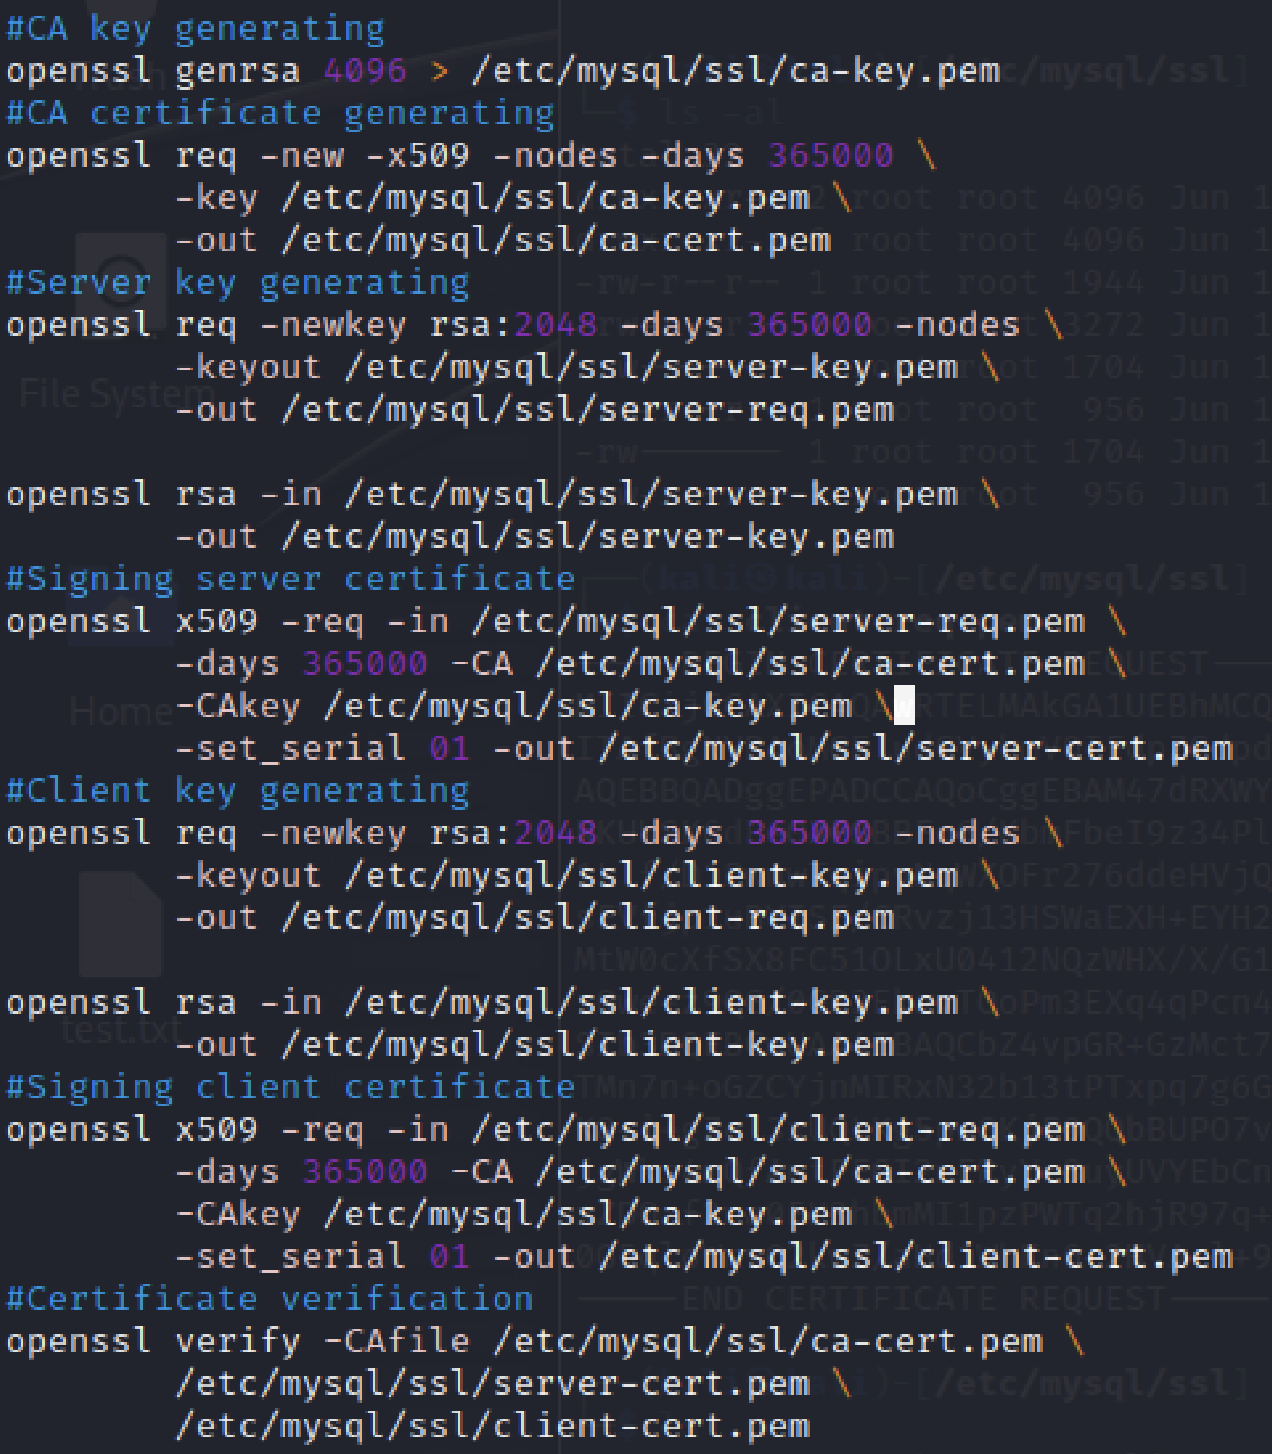 #CA key generating
openssl genrsa 4096 > /etc/mysql/ssl/ca-key.pem
#CA certificate generating
openssl req -new -x509 -nodes -days 365000 \
-key /etc/mysql/ssl/ca-key.pem \
-out /etc/mysql/ssl/ca-cert.pem
#Server key generating
openssl req -newkey rsa:2048 -days 365000 -nodes \
-keyout /etc/mysql/ssl/server-key.pem \
-out /etc/mysql/ssl/server-req.pem
openssl rsa -in /etc/mysql/ssl/server-key.pem \
-out /etc/mysql/ssl/server-key.pem
#Signing server certificate
openssl x509 -req -in /etc/mysql/ssl/server-req.pem \
-days 365000 -CA /etc/mysql/ssl/ca-cert.pem \
-CAkey /etc/mysql/ssl/ca-key.pem \
-set_serial 01 -out /etc/mysql/ssl/server-cert.pem
#Client key generating
openssl req -newkey rsa:2048 -days 365000 -nodes \
-keyout /etc/mysql/ssl/client-key.pem \
-out /etc/mysql/ssl/client-req.pem
openssl rsa -in /etc/mysql/ssl/client-key.pem \
-out /etc/mysql/ssl/client-key.pem
#Signing client certificate
openssl x509 -req -in /etc/mysql/ssl/client-req.pem \
-days 365000 -CA /etc/mysql/ssl/ca-cert.pem \
-CAkey /etc/mysql/ssl/ca-key.pem \
-set_serial 01 -out /etc/mysql/ssl/client-cert.pem
#Certificate verification
openssl verify -CAfile /etc/mysql/ssl/ca-cert.pem \
/etc/mysql/ssl/server-cert.pem \
/etc/mysql/ssl/client-cert.pem
File System
Home
test.txt